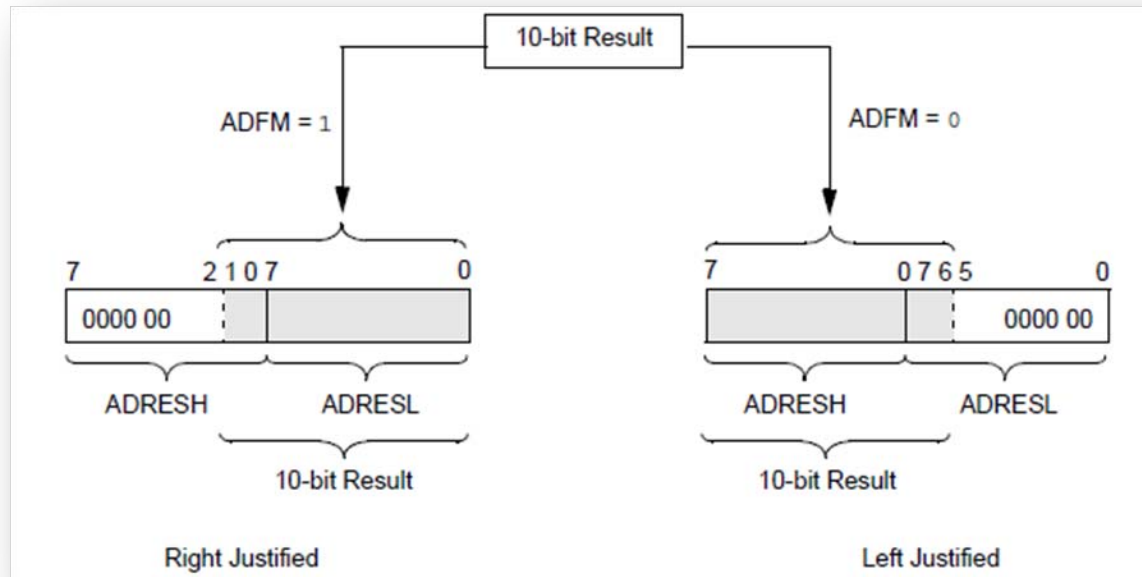 10-bit Result
ADFM = 1
ADFM = 0
7 2 1 0 7 0
7 0 7 6 5 0
0000 00
0000 00
ADRESH ADRESL
ADRESH ADRESL
10-bit Result
10-bit Result
Right Justified
Left Justified